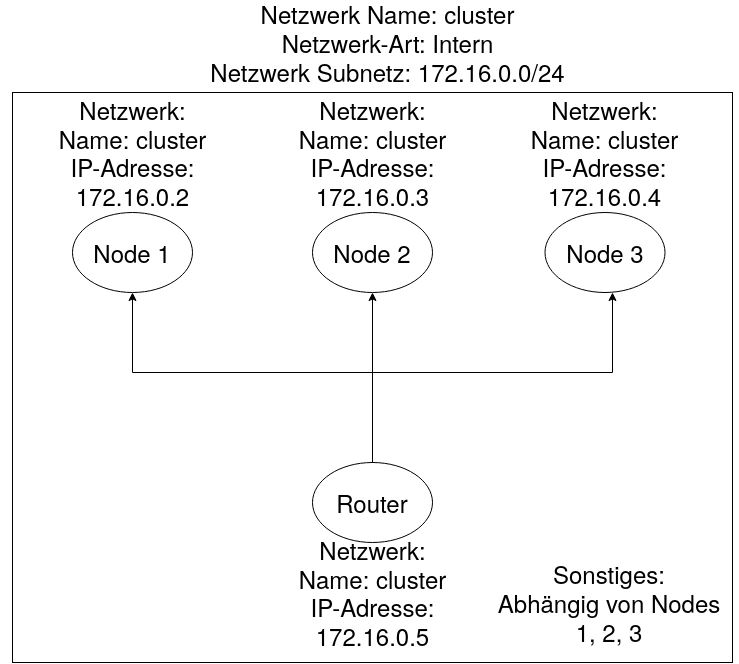 Netzwerk Name: cluster
Netzwerk-Art: Intern
Netzwerk Subnetz: 172.16.0.0/24
Netzwerk:
Name: cluster
IP-Adresse:
172.16.0.2
Node 1
Netzwerk:
Name: cluster
IP-Adresse:
172.16.0.3
Node 2
Netzwerk:
Name: cluster
IP-Adresse:
172.16.0.4
Node 3
Router
Netzwerk:
Name: cluster
IP-Adresse:
172.16.0.5
Sonstiges:
Abhängig von Nodes
1, 2, 3